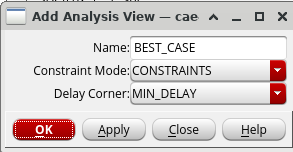 Add Analysis View — cae
Name: BEST_CASE
Constraint Mode: CONSTRAINTS
Delay Corner: MIN_DELAY
OK Apply Close Help